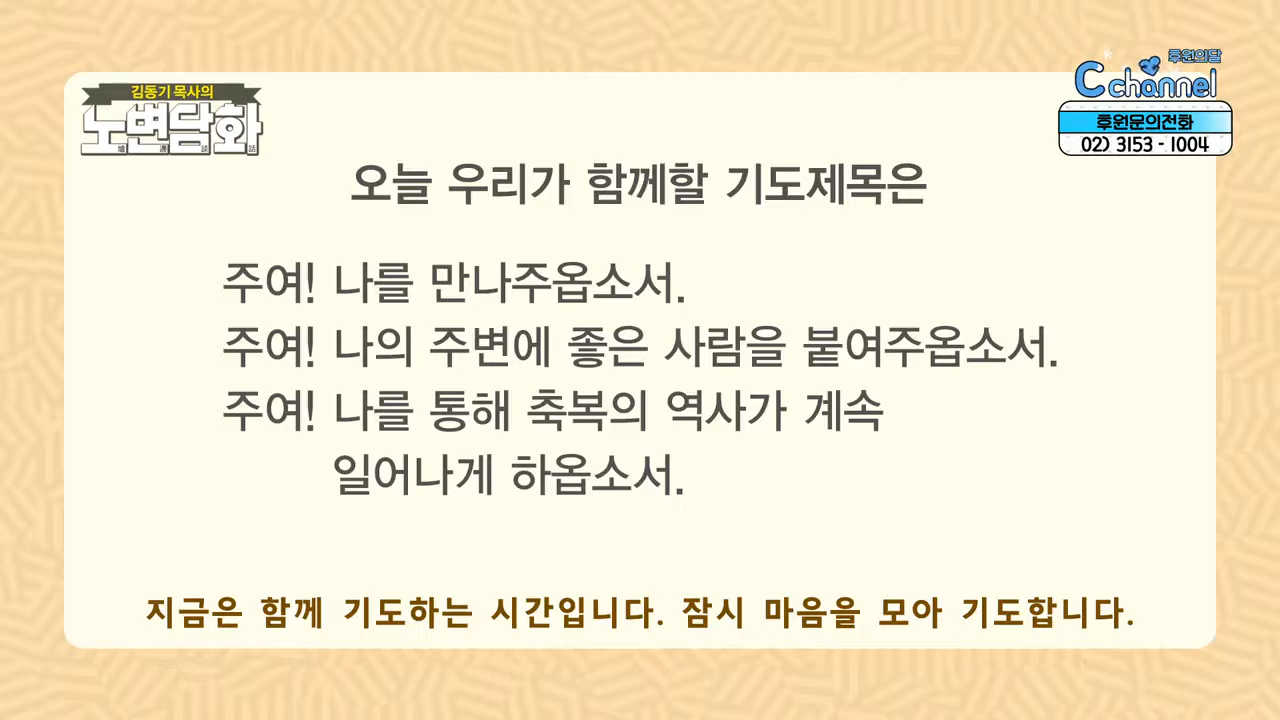 김동기 목사의
노변담화
爐邊談話
후원의달
C channel
후원문의전화
02) 3153 - 1004
오늘 우리가 함께할 기도제목은
주여! 나를 만나주옵소서.
주여! 나의 주변에 좋은 사람을 붙여주옵소서.
주여! 나를 통해 축복의 역사가 계속
일어나게 하옵소서.
지금은 함께 기도하는 시간입니다. 잠시 마음을 모아 기도합니다.